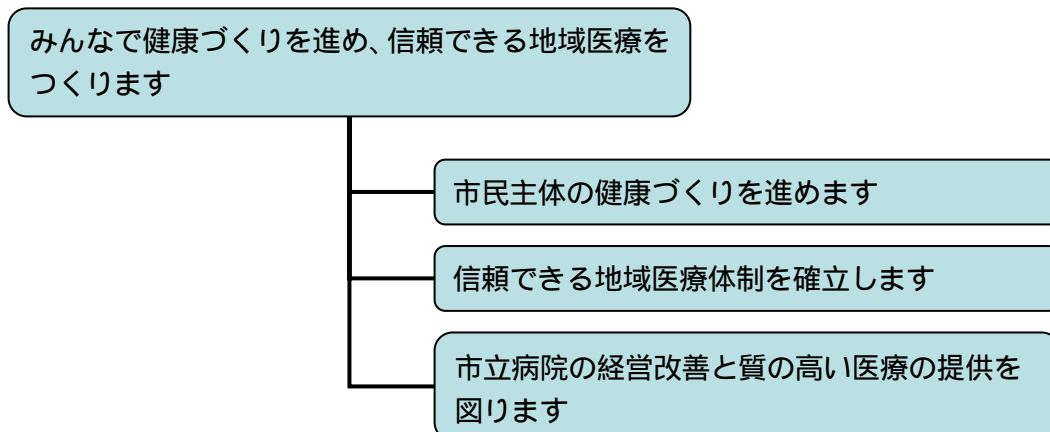 みんなで健康づくりを進め、信頼できる地域医療を
つくります
市民主体の健康づくりを進めます
信頼できる地域医療体制を確立します
市立病院の経営改善と質の高い医療の提供を
図ります